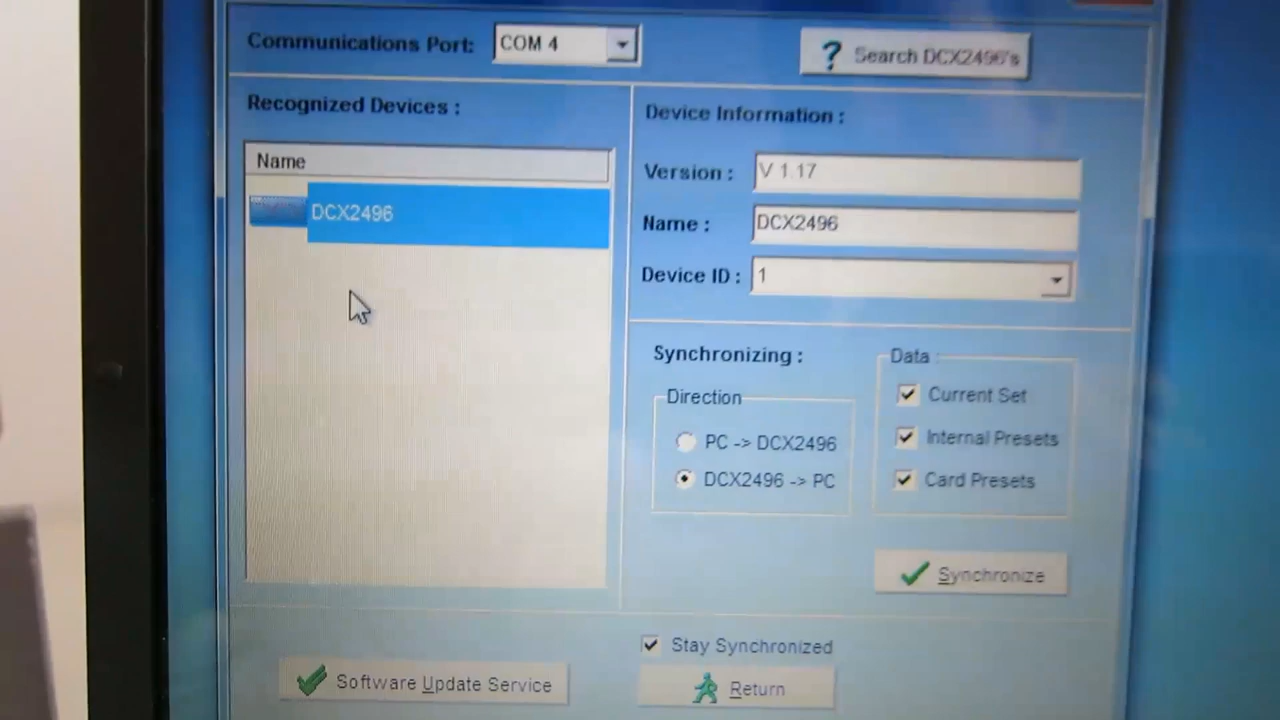 Communications Port: COM 4
? Search DCX2496's
Recognized Devices :
Name
DCX2496
Device Information :
Version : V 1.17
Name : DCX2496
Device ID : 1
Synchronizing :
Direction
PC -> DCX2496
DCX2496 -> PC
Data :
Current Set
Internal Presets
Card Presets
Synchronize
Stay Synchronized
Software Update Service
Return